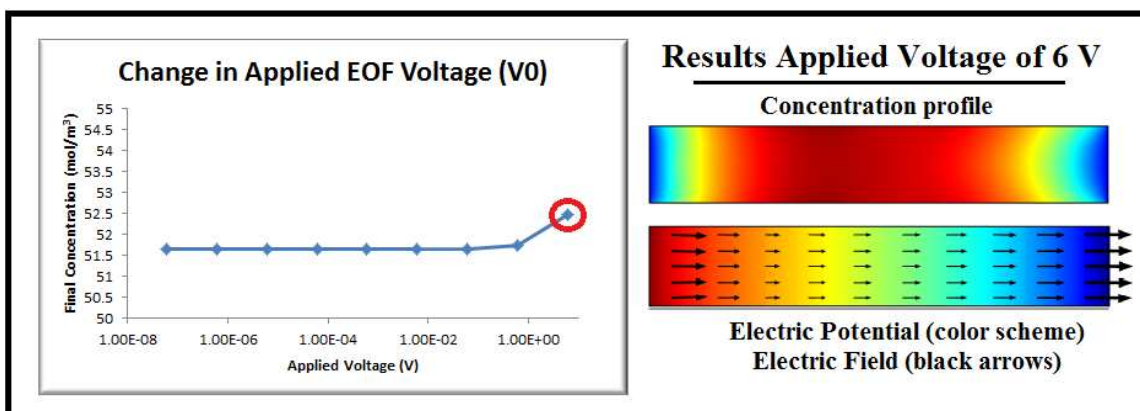 Change in Applied EOF Voltage (V0)
Final Concentration (mol/m³)
55
54.5
54
53.5
53
52.5
52
51.5
51
50.5
50
1.00E-08 1.00E-06 1.00E-04 1.00E-02 1.00E+00
Applied Voltage (V)
Results Applied Voltage of 6 V
Concentration profile
Electric Potential (color scheme)
Electric Field (black arrows)